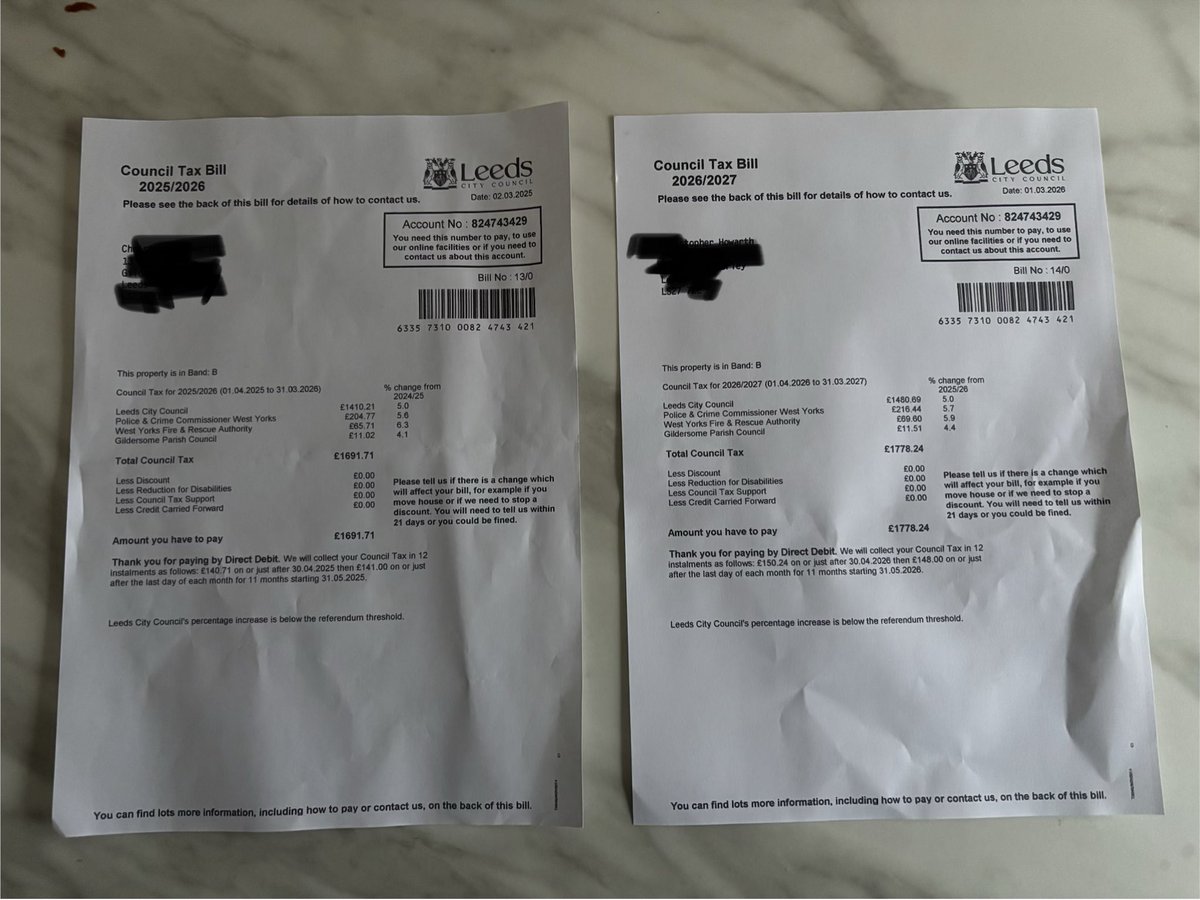 Council Tax Bill
2025/2026
Leeds
CITY COUNCIL
Date: 02.03.2025
Please see the back of this bill for details of how to contact us.
Account No : 824743429
You need this number to pay, to use
our online facilities or if you need to
contact us about this account.
Bill No : 13/0
6335 7310 0082 4743 421
This property is in Band: B
Council Tax for 2025/2026 (01.04.2025 to 31.03.2026)
% change from
2024/25
Leeds City Council £1410.21 5.0
Police & Crime Commissioner West Yorks £204.77 5.6
West Yorks Fire & Rescue Authority £65.71 6.3
Gildersome Parish Council £11.02 4.1
Total Council Tax £1691.71
Less Discount £0.00
Less Reduction for Disabilities £0.00
Less Council Tax Support £0.00
Less Credit Carried Forward £0.00
Please tell us if there is a change which
will affect your bill, for example if you
move house or if we need to stop a
discount. You will need to tell us within
21 days or you could be fined.
Amount you have to pay £1691.71
Thank you for paying by Direct Debit. We will collect your Council Tax in 12
instalments as follows: £140.71 on or just after 30.04.2025 then £141.00 on or just
after the last day of each month for 11 months starting 31.05.2025.
Leeds City Council's percentage increase is below the referendum threshold.
You can find lots more information, including how to pay or contact us, on the back of this bill.
Council Tax Bill
2026/2027
Leeds
CITY COUNCIL
Date: 01.03.2026
Please see the back of this bill for details of how to contact us.
Account No : 824743429
You need this number to pay, to use
our online facilities or if you need to
contact us about this account.
Bill No : 14/0
6335 7310 0082 4743 421
This property is in Band: B
Council Tax for 2026/2027 (01.04.2026 to 31.03.2027)
% change from
2025/26
Leeds City Council £1480.69 5.0
Police & Crime Commissioner West Yorks £216.44 5.7
West Yorks Fire & Rescue Authority £69.60 5.9
Gildersome Parish Council £11.51 4.4
Total Council Tax £1778.24
Less Discount £0.00
Less Reduction for Disabilities £0.00
Less Council Tax Support £0.00
Less Credit Carried Forward £0.00
Please tell us if there is a change which
will affect your bill, for example if you
move house or if we need to stop a
discount. You will need to tell us within
21 days or you could be fined.
Amount you have to pay £1778.24
Thank you for paying by Direct Debit. We will collect your Council Tax in 12
instalments as follows: £150.24 on or just after 30.04.2026 then £148.00 on or just
after the last day of each month for 11 months starting 31.05.2026.
Leeds City Council's percentage increase is below the referendum threshold.
You can find lots more information, including how to pay or contact us, on the back of this bill.